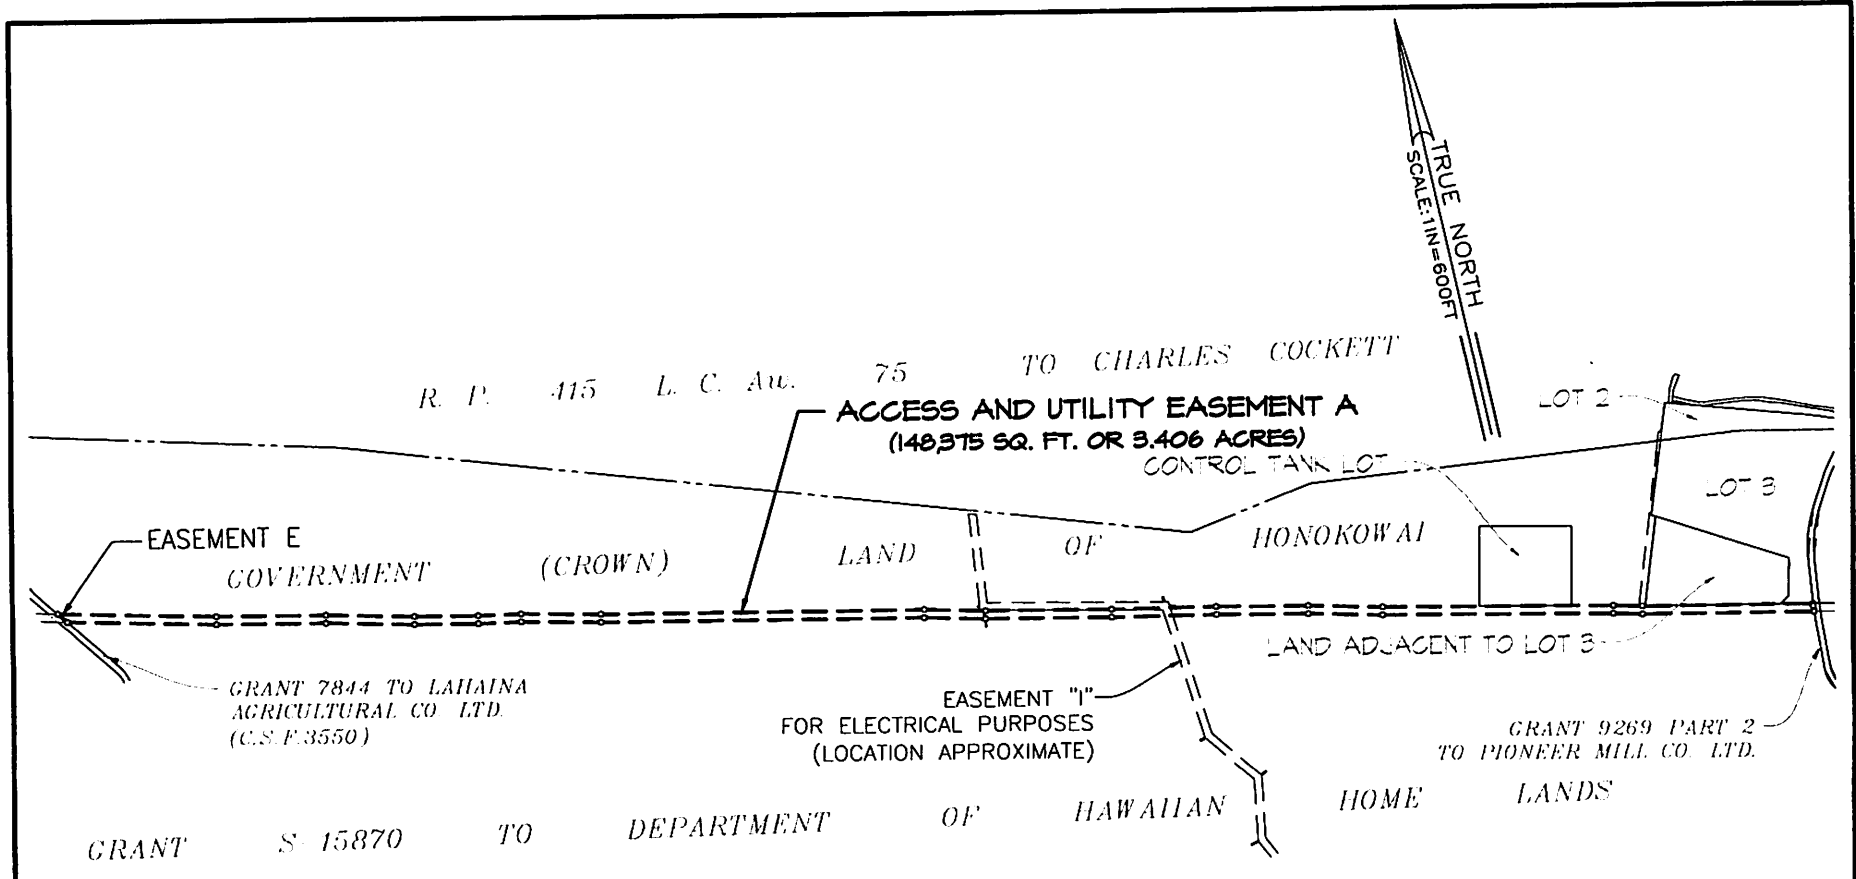 TRUE NORTH
SCALE:1IN=600FT
R. P. 415 L. C. Aw. 75 TO CHARLES COCKETT
ACCESS AND UTILITY EASEMENT A
(148,375 SQ. FT. OR 3.406 ACRES)
LOT 2
CONTROL TANK LOT
LOT 3
EASEMENT E
GOVERNMENT (CROWN) LAND OF HONOKOWAI
LAND ADJACENT TO LOT 3
GRANT 7844 TO LAHAINA
AGRICULTURAL CO LTD.
(C.S.F.3550)
EASEMENT "I"
FOR ELECTRICAL PURPOSES
(LOCATION APPROXIMATE)
GRANT 9269 PART 2
TO PIONEER MILL CO. LTD.
GRANT S-15870 TO DEPARTMENT OF HAWAIIAN HOME LANDS